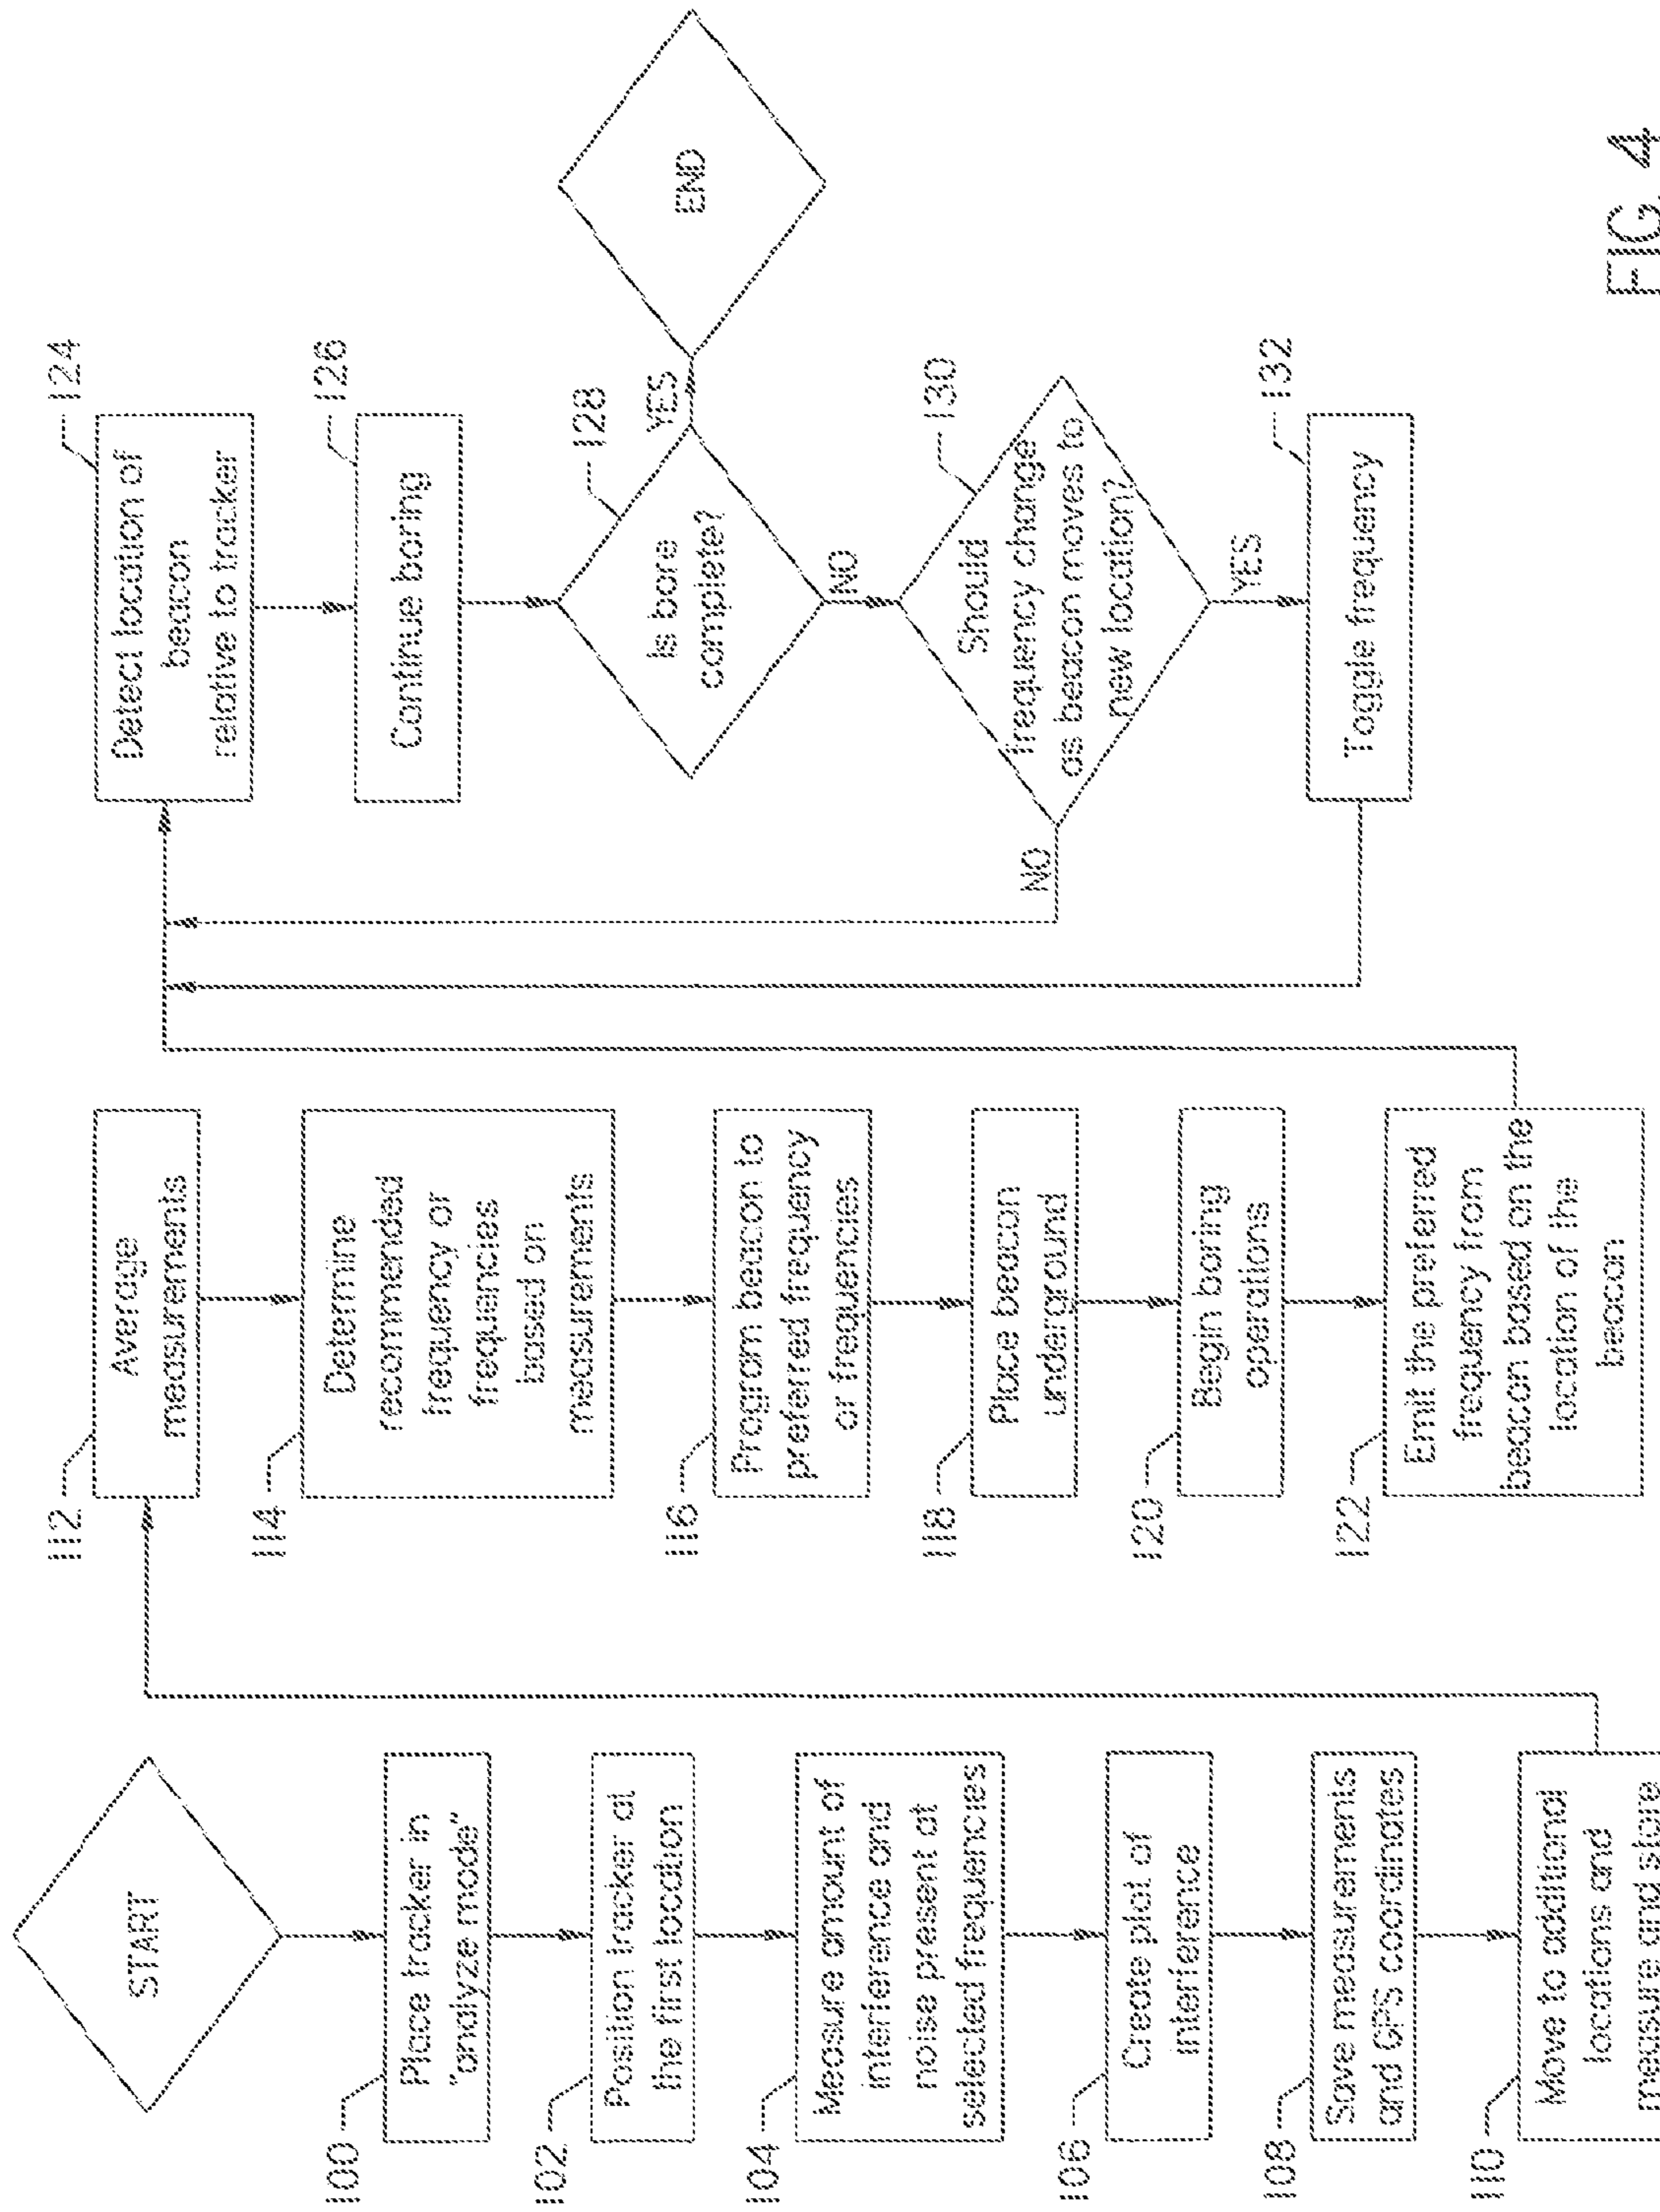 START
100
Place tracker in
"analyze mode"
102
Position tracker at
the first location
104
Measure amount of
interference and
noise present at
selected frequencies
106
Create plot of
interference
108
Save measurements
and GPS coordinates
110
Move to additional
locations and
measure and store
112
Average
measurements
114
Determine
recommended
frequency or
frequencies
based on
measurements
116
Program beacon to
preferred frequency
or frequencies
118
Place beacon
underground
120
Begin boring
operations
122
Emit the preferred
frequency from
beacon based on the
location of the
beacon
124
Detect location of
beacon
relative to tracker
126
Continue boring
128
Is bore
complete?
YES
END
NO
130
Should
frequency change
as beacon moves to
new location?
NO
YES
132
Toggle frequency
FIG. 4